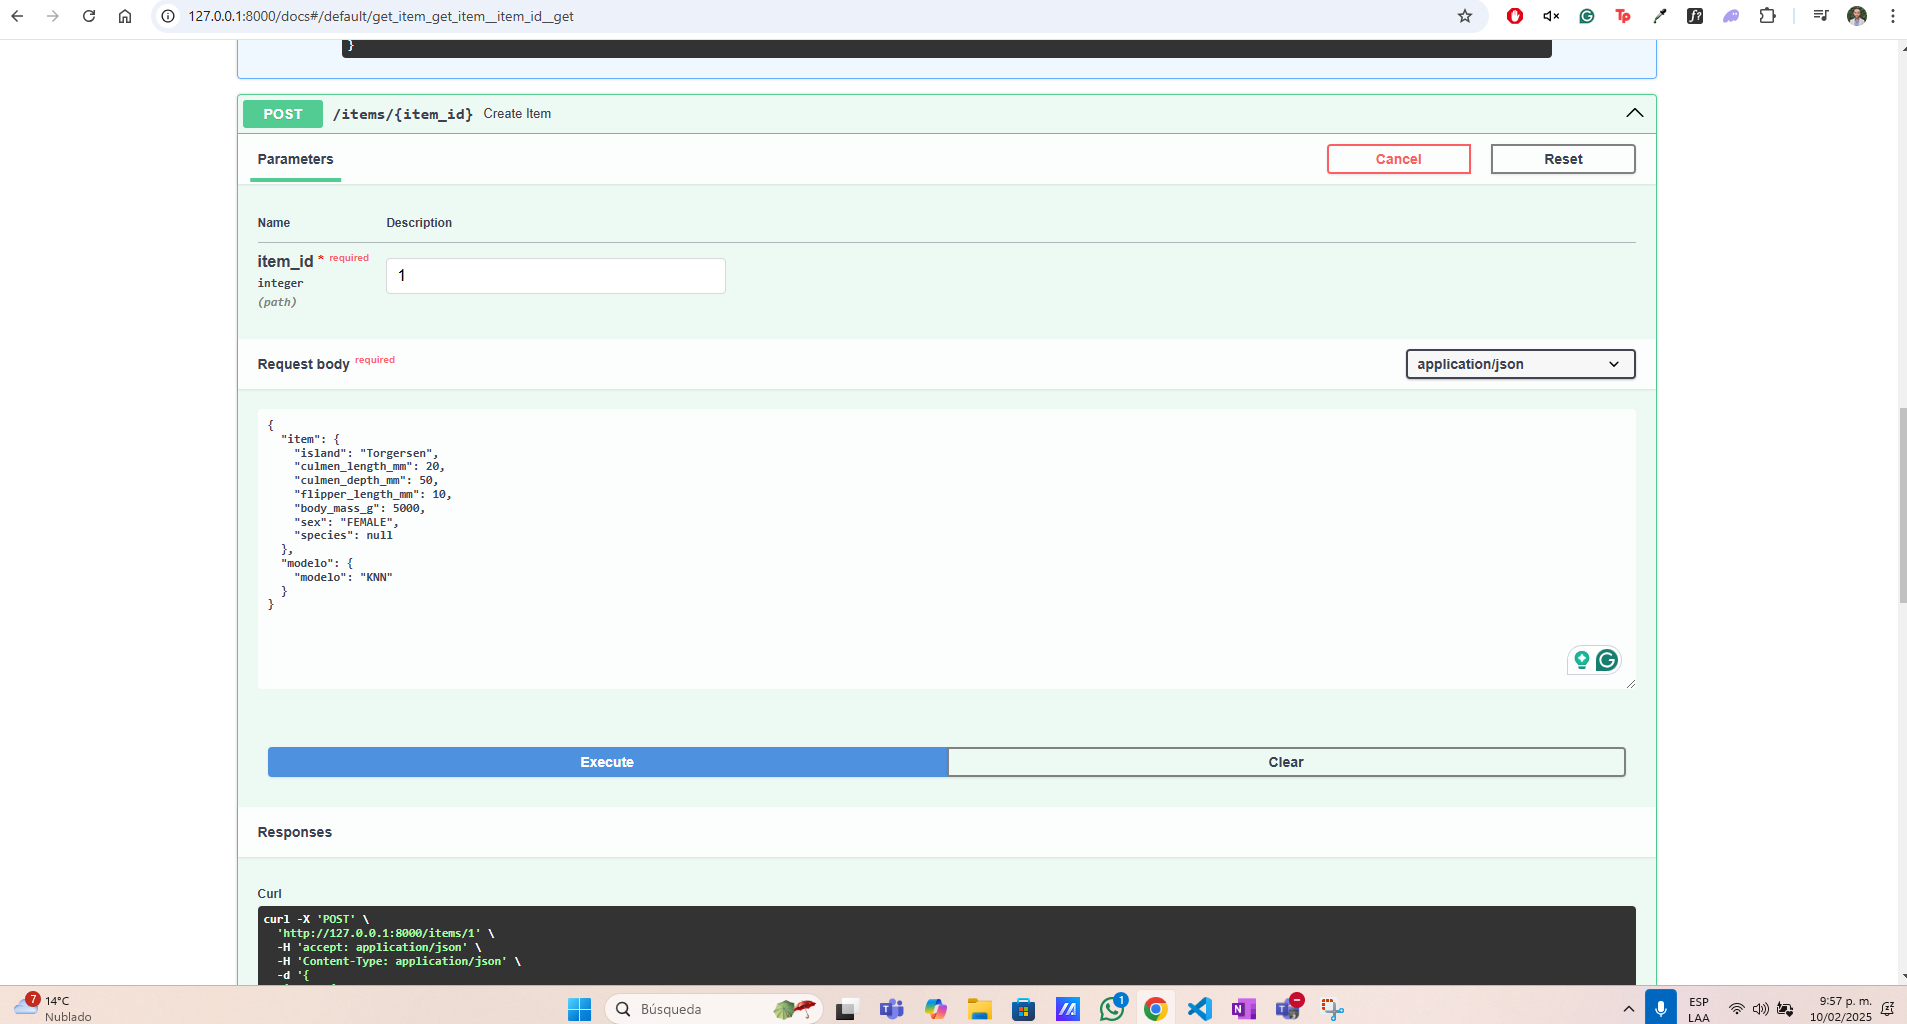 127.0.0.1:8000/docs#/default/get_item_get_item__item_id__get
}
POST /items/{item_id} Create Item
Parameters
Cancel
Reset
Name Description
item_id * required
integer
(path)
1
Request body required
application/json
{
  "item": {
    "island": "Torgersen",
    "culmen_length_mm": 20,
    "culmen_depth_mm": 50,
    "flipper_length_mm": 10,
    "body_mass_g": 5000,
    "sex": "FEMALE",
    "species": null
  },
  "modelo": {
    "modelo": "KNN"
  }
}
Execute
Clear
Responses
Curl
curl -X 'POST' \
  'http://127.0.0.1:8000/items/1' \
  -H 'accept: application/json' \
  -H 'Content-Type: application/json' \
  -d '{
7
14°C
Nublado
Búsqueda
1
ESP
LAA
9:57 p. m.
10/02/2025